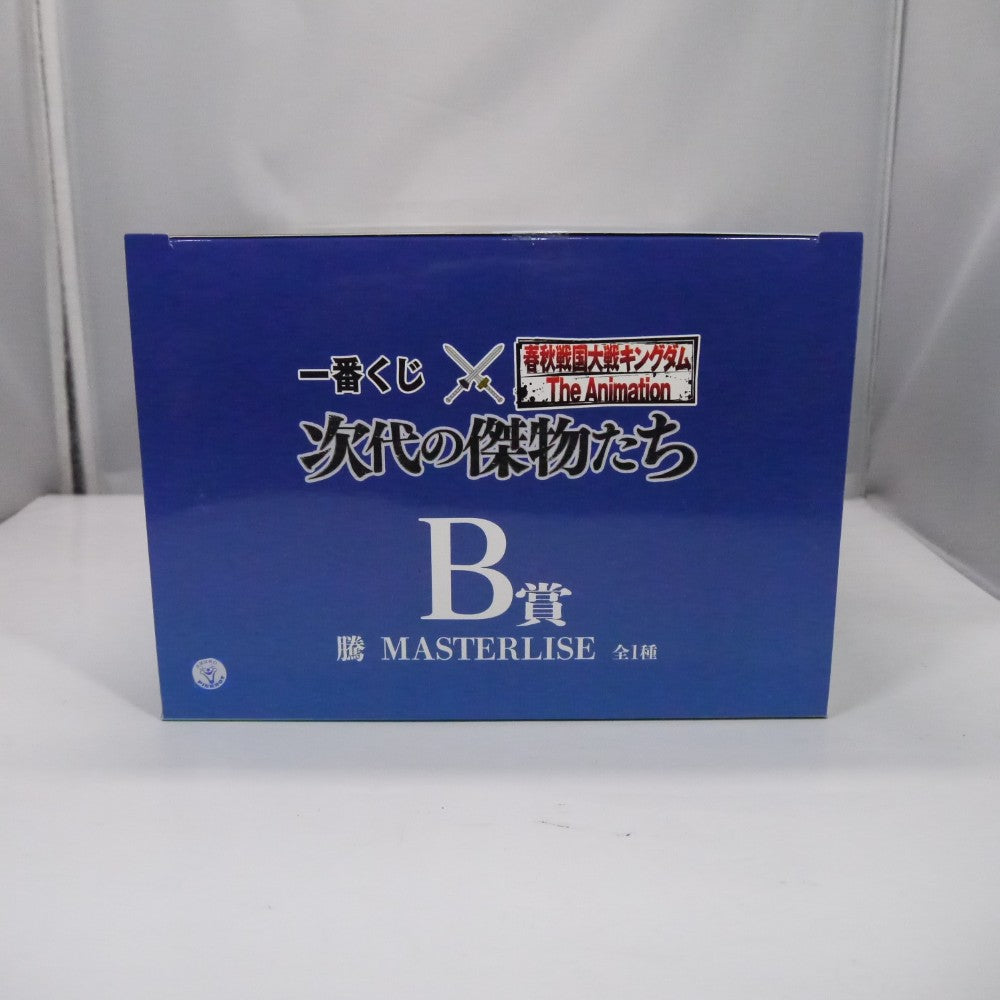 一番くじ
春秋戦国大戦キングダム
The Animation
次代の傑物たち
B賞
騰 MASTERLISE 全1種
PIERROT